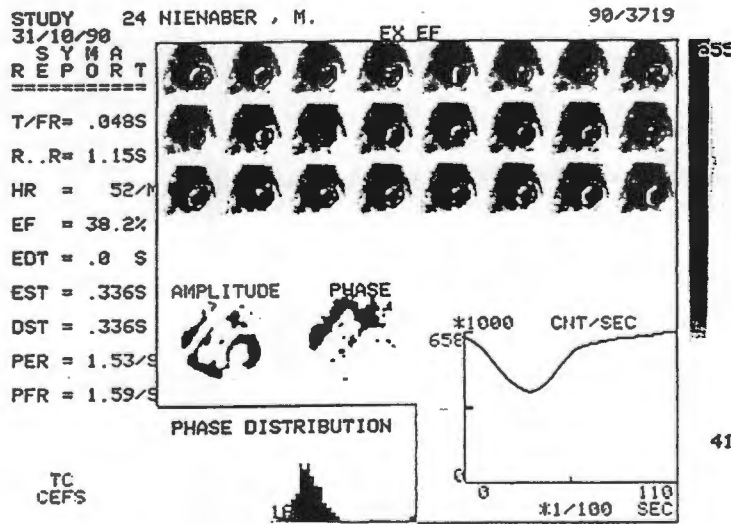 STUDY 24 NIENABER , M. 90/3719
31/10/90 EX EF
SYMA
REPORT
===========
T/FR= .048S
R..R= 1.15S
HR = 52/M
EF = 38.2%
EDT = .0 S
EST = .336S
DST = .336S
PER = 1.53/S
PFR = 1.59/S
TC
CEFS
AMPLITUDE PHASE
PHASE DISTRIBUTION
*1000 CNT/SEC
658
0
0 110
*1/100 SEC
41